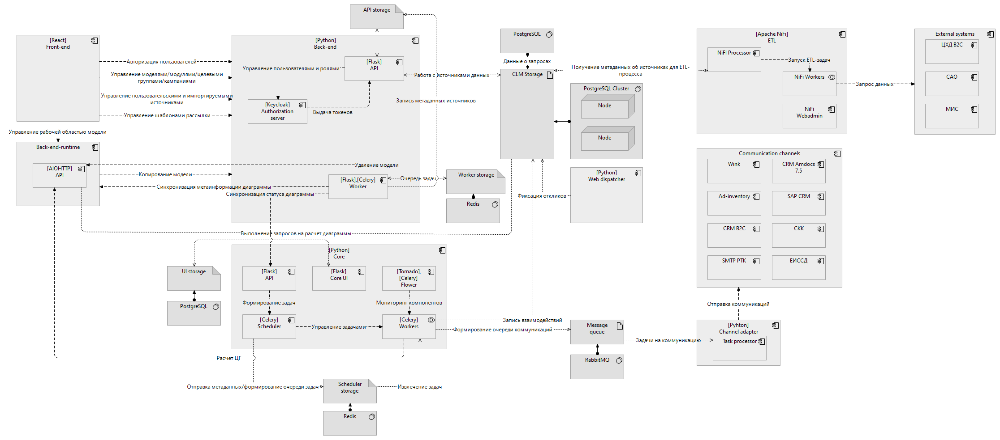 API storage
[React]
Front-end
Авторизация пользователей
Управление моделями/модулями/целевыми
группами/кампаниями
Управление пользовательскими и импортируемыми
источниками
Управление шаблонами рассылки
Управление рабочей областью модели
Back-end-runtime
[AIOHTTP]
API
Копирование модели
[Python]
Back-end
[Flask]
API
Управление пользователями и ролями
[Keycloak]
Authorization
server
Выдача токенов
Удаление модели
[Flask],[Celery]
Worker
Синхронизация метаинформации диаграммы
Синхронизация статуса диаграммы
Работа с источниками данных
Запись метаданных источников
Очередь задач
Worker storage
Redis
PostgreSQL
Данные о запросах
CLM Storage
Получение метаданных об источниках для ETL-
процесса
PostgreSQL Cluster
Node
Node
[Python]
Web dispatcher
Фиксация откликов
[Apache NiFi]
ETL
NiFI Processor
Запуск ETL-задач
NiFi Workers
NiFi
Webadmin
Запрос данных
External systems
ЦХД B2C
САО
МИС
Communication channels
Wink
CRM Amdocs
7.5
Ad-inventory
SAP CRM
CRM B2C
СКК
SMTP РТК
ЕИССД
Отправка коммуникаций
[Pyhton]
Channel adapter
Task processor
Выполнение запросов на расчет диаграммы
UI storage
PostgreSQL
[Python]
Core
[Flask]
API
[Flask]
Core UI
[Tornado],
[Celery]
Flower
Формирование задач
Мониторинг компонентов
[Celery]
Scheduler
Управление задачами
[Celery]
Workers
Запись взаимодействий
Формирование очереди коммуникаций
Message
queue
Задачи на коммуникацию
RabbitMQ
Расчет ЦГ
Отправка метаданных/формирование очереди задач
Scheduler
storage
Извлечение задач
Redis